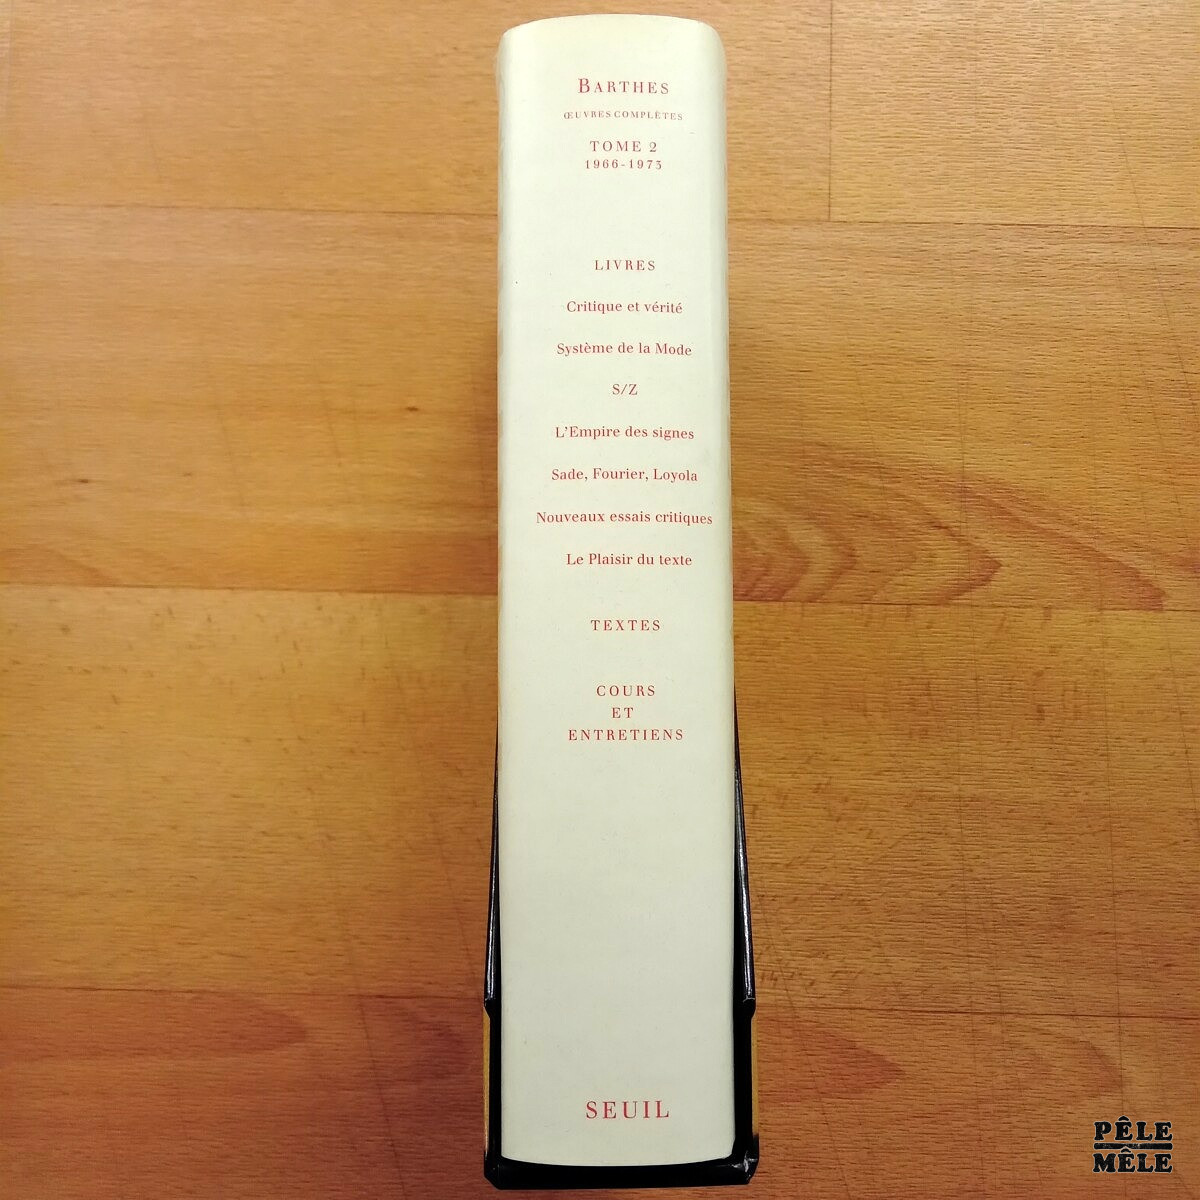 BARTHES
ŒUVRES COMPLÈTES
TOME 2
1966-1973
LIVRES
Critique et vérité
Système de la Mode
S/Z
L'Empire des signes
Sade, Fourier, Loyola
Nouveaux essais critiques
Le Plaisir du texte
TEXTES
COURS
ET
ENTRETIENS
SEUIL
PÊLE
MÊLE